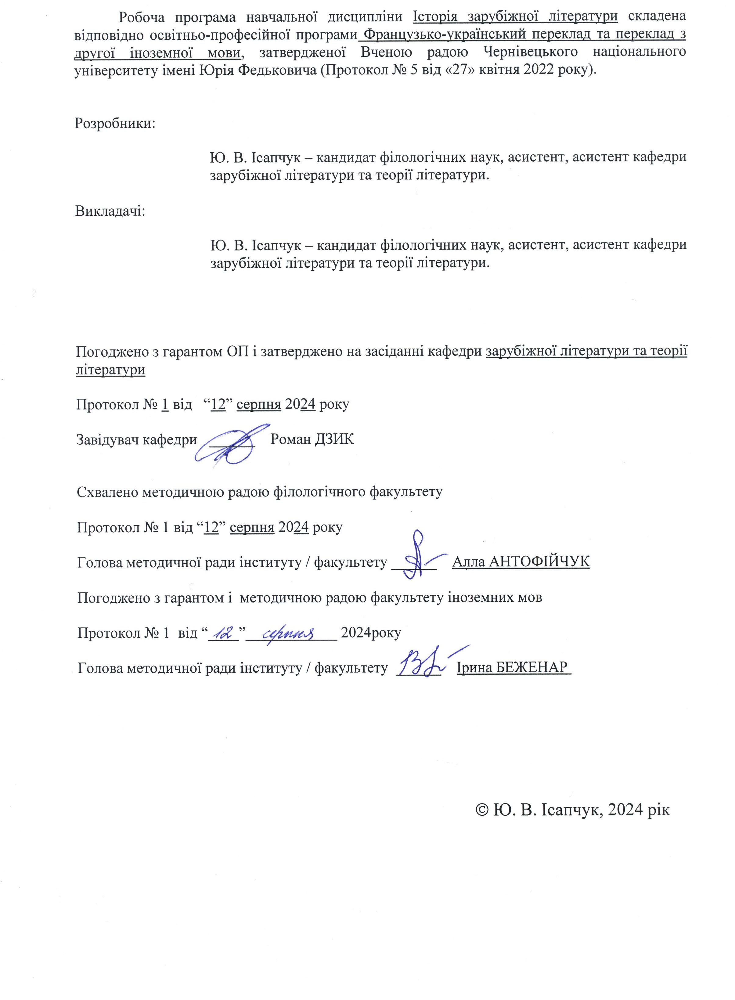 Робоча програма навчальної дисципліни Історія зарубіжної літератури складена
відповідно освітньо-професійної програми Французько-український переклад та переклад з
другої іноземної мови, затвердженої Вченою радою Чернівецького національного
університету імені Юрія Федьковича (Протокол № 5 від «27» квітня 2022 року).
Розробники:
Ю. В. Ісапчук – кандидат філологічних наук, асистент, асистент кафедри
зарубіжної літератури та теорії літератури.
Викладачі:
Ю. В. Ісапчук – кандидат філологічних наук, асистент, асистент кафедри
зарубіжної літератури та теорії літератури.
Погоджено з гарантом ОП і затверджено на засіданні кафедри зарубіжної літератури та теорії
літератури
Протокол № 1 від “12” серпня 2024 року
Завідувач кафедри ______ Роман ДЗИК
Схвалено методичною радою філологічного факультету
Протокол № 1 від “12” серпня 2024 року
Голова методичної ради інституту / факультету ______ Алла АНТОФІЙЧУК
Погоджено з гарантом і методичною радою факультету іноземних мов
Протокол № 1 від “12” серпня 2024року
Голова методичної ради інституту / факультету ______ Ірина БЕЖЕНАР
© Ю. В. Ісапчук, 2024 рік